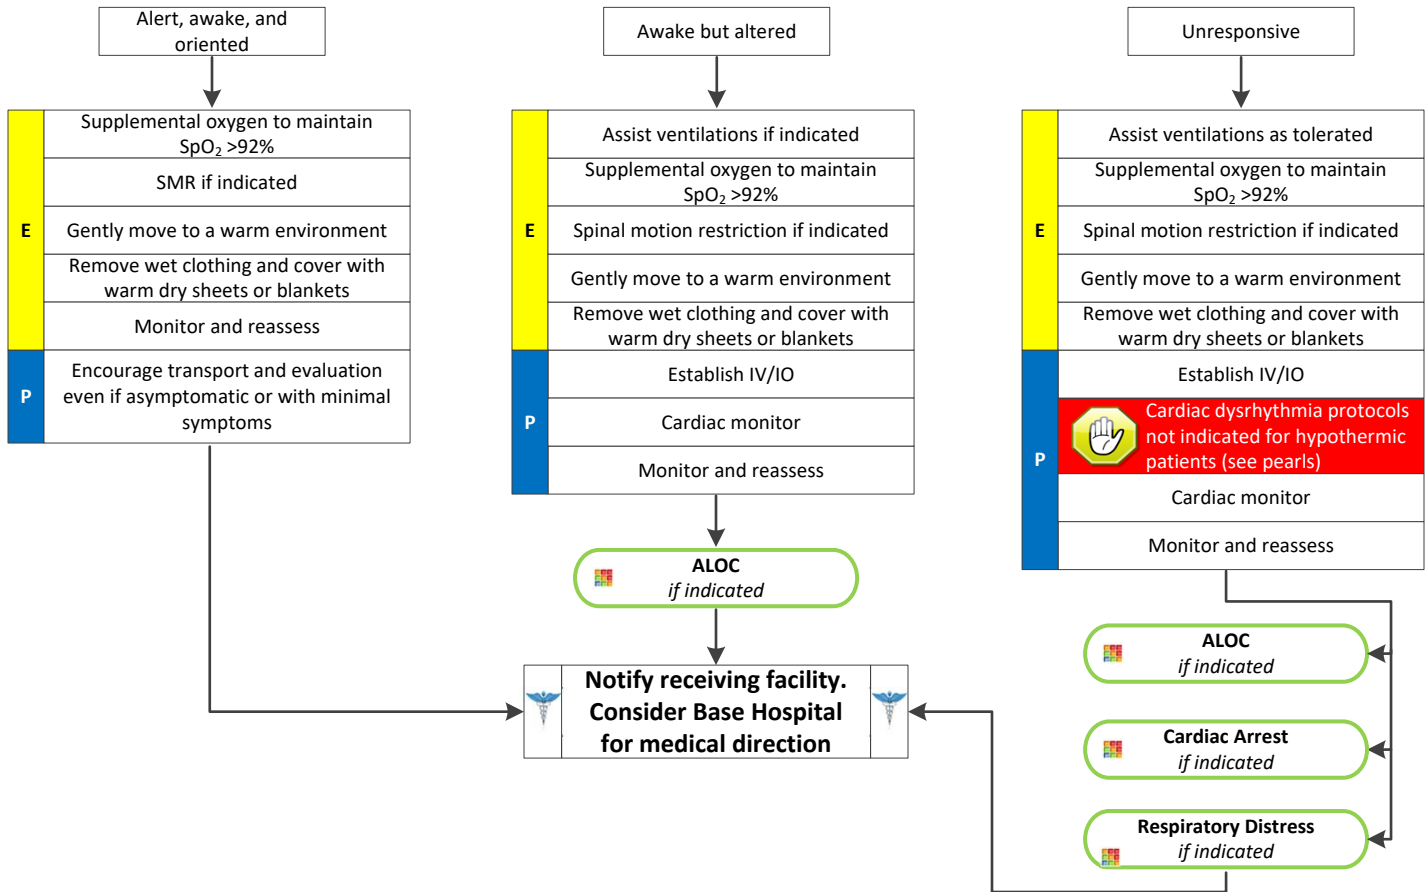 Alert, awake, and
oriented
E
Supplemental oxygen to maintain
SpO₂ >92%
SMR if indicated
Gently move to a warm environment
Remove wet clothing and cover with
warm dry sheets or blankets
Monitor and reassess
P
Encourage transport and evaluation
even if asymptomatic or with minimal
symptoms
Awake but altered
E
Assist ventilations if indicated
Supplemental oxygen to maintain
SpO₂ >92%
Spinal motion restriction if indicated
Gently move to a warm environment
Remove wet clothing and cover with
warm dry sheets or blankets
P
Establish IV/IO
Cardiac monitor
Monitor and reassess
ALOC
if indicated
Unresponsive
E
Assist ventilations as tolerated
Supplemental oxygen to maintain
SpO₂ >92%
Spinal motion restriction if indicated
Gently move to a warm environment
Remove wet clothing and cover with
warm dry sheets or blankets
P
Establish IV/IO
Cardiac dysrhythmia protocols
not indicated for hypothermic
patients (see pearls)
Cardiac monitor
Monitor and reassess
ALOC
if indicated
Cardiac Arrest
if indicated
Respiratory Distress
if indicated
Notify receiving facility.
Consider Base Hospital
for medical direction